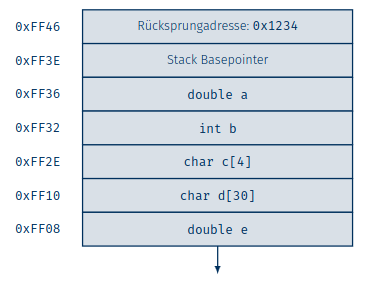 0xFF46 Rücksprungadresse: 0x1234
0xFF3E Stack Basepointer
0xFF36 double a
0xFF32 int b
0xFF2E char c[4]
0xFF10 char d[30]
0xFF08 double e